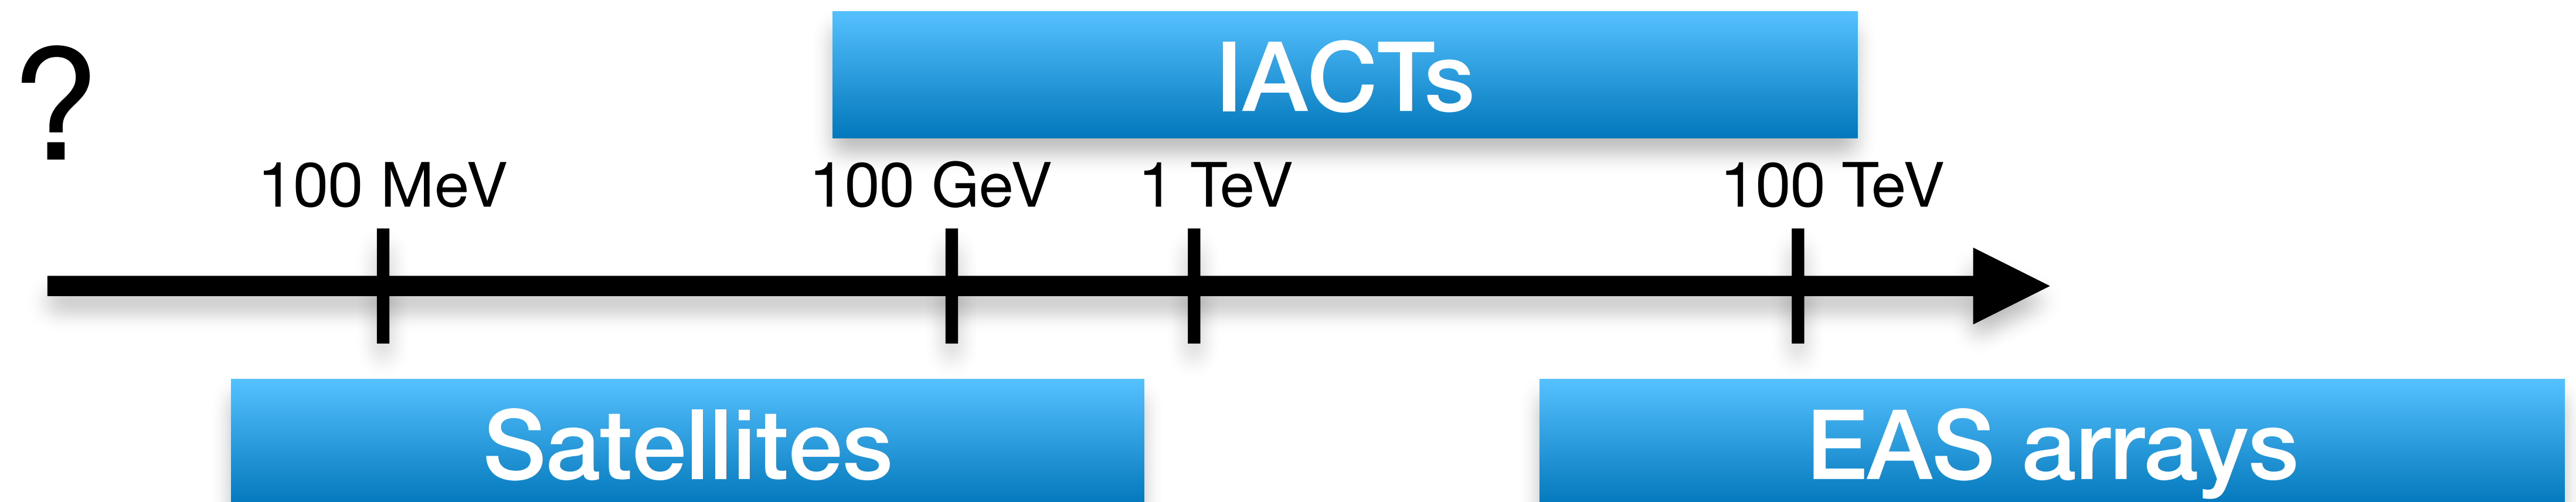 ?
IACTs
100 MeV 100 GeV 1 TeV 100 TeV
Satellites EAS arrays